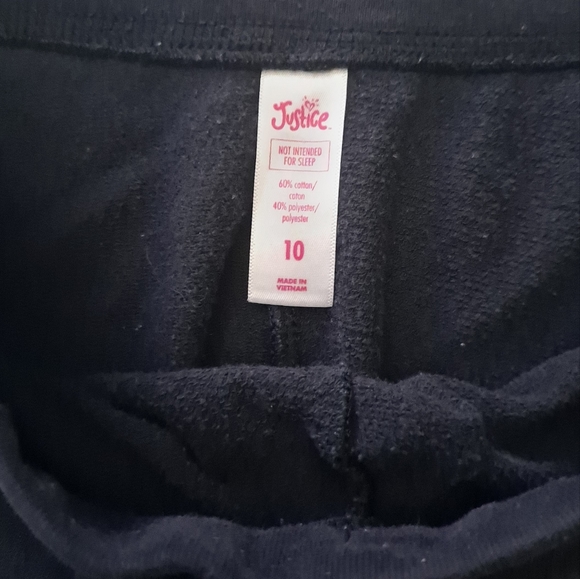 Justice
NOT INTENDED
FOR SLEEP
60% cotton/
coton
40% polyester/
polyester
10
MADE IN
VIETNAM